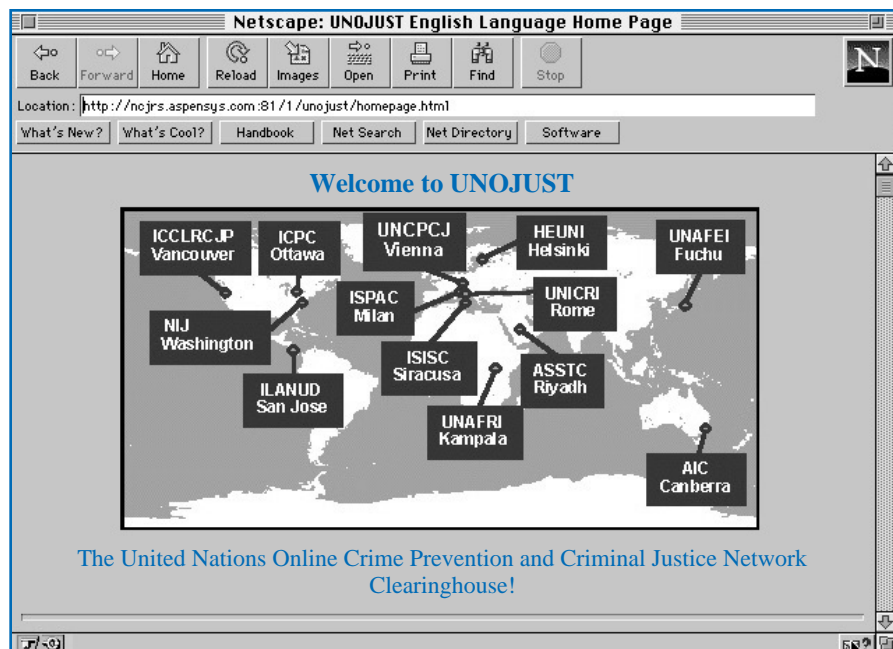 Netscape: UNOJUST English Language Home Page
Back Forward Home Reload Images Open Print Find Stop
N
Location: http://ncjrs.aspensys.com:81/1/unojust/homepage.html
What's New? What's Cool? Handbook Net Search Net Directory Software
Welcome to UNOJUST
ICCLRCJP
Vancouver
ICPC
Ottawa
UNCPCJ
Vienna
HEUNI
Helsinki
UNAFEI
Fuchu
ISPAC
Milan
UNICRI
Rome
NIJ
Washington
ISISC
Siracusa
ASSTC
Riyadh
ILANUD
San Jose
UNAFRI
Kampala
AIC
Canberra
The United Nations Online Crime Prevention and Criminal Justice Network
Clearinghouse!